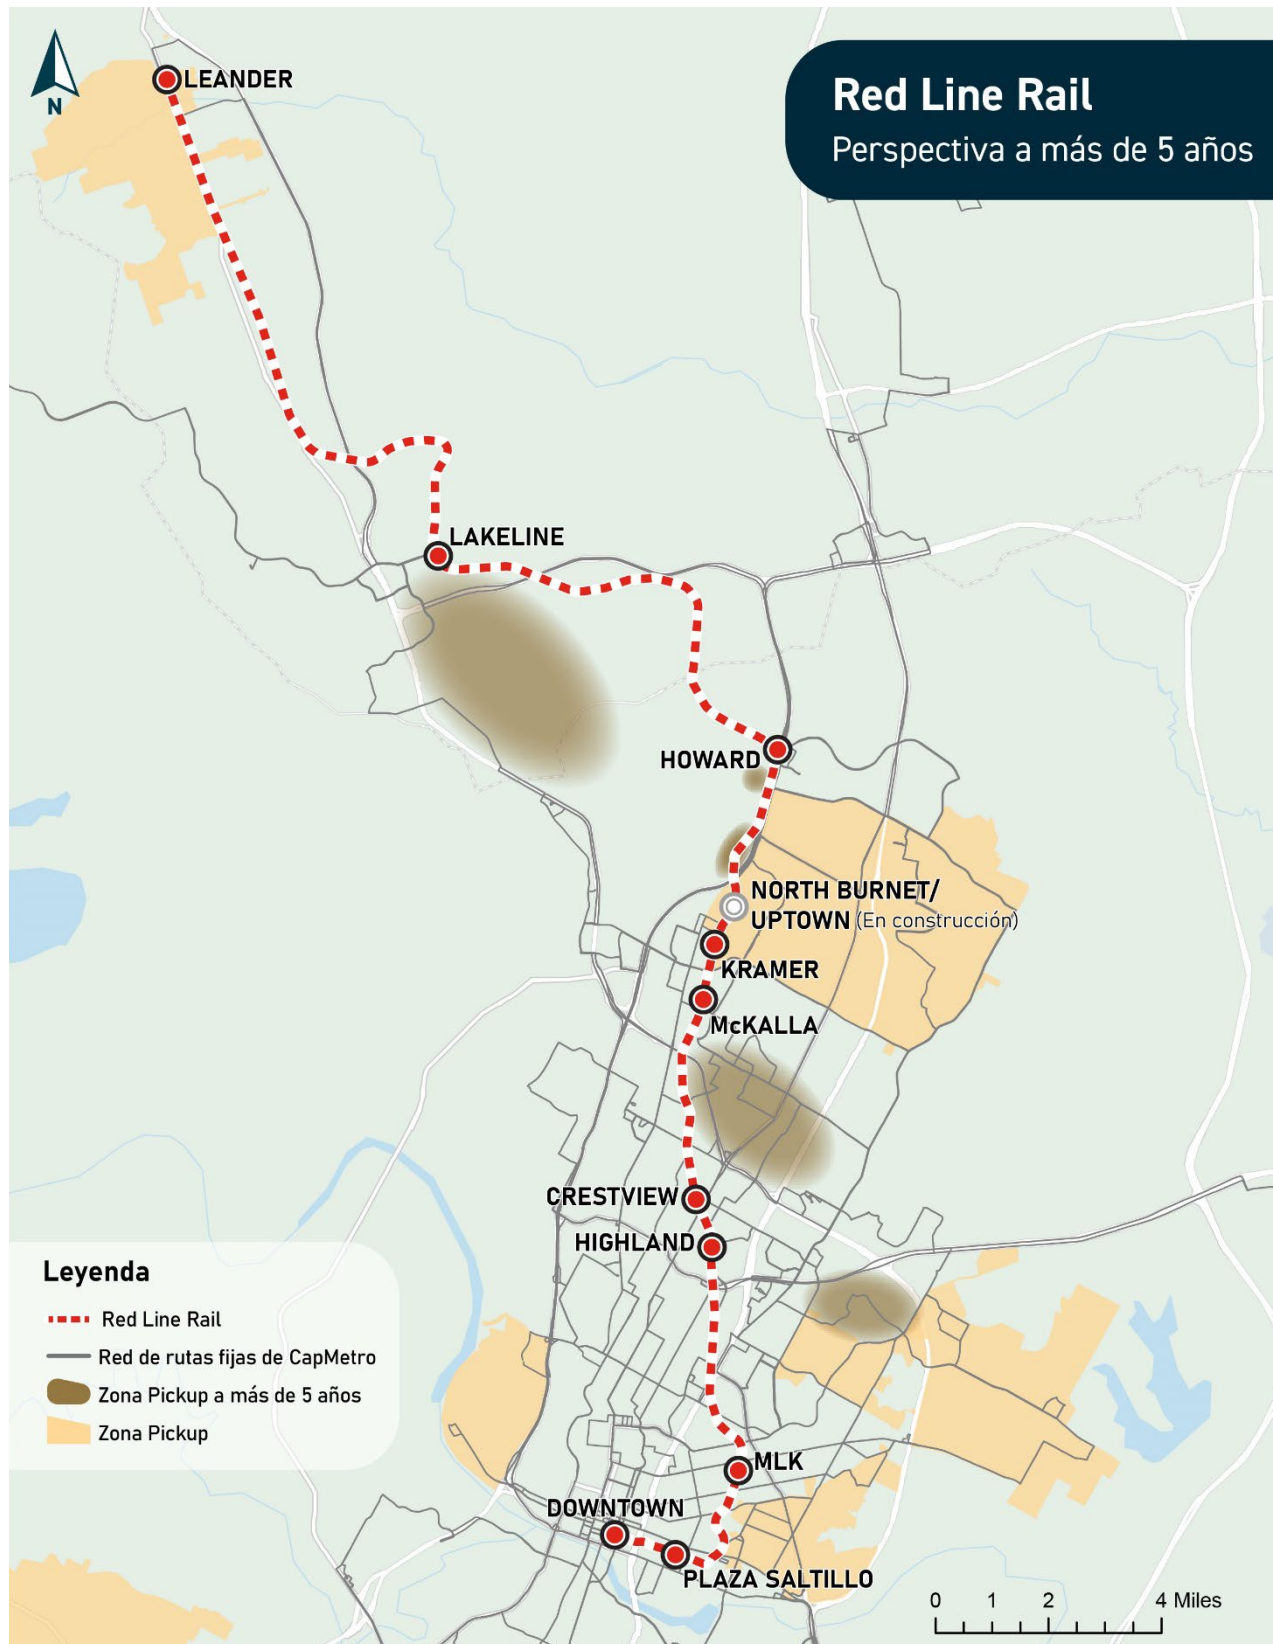 Red Line Rail
Perspectiva a más de 5 años
N
LEANDER
LAKELINE
HOWARD
NORTH BURNET/
UPTOWN (En construcción)
KRAMER
McKALLA
CRESTVIEW
HIGHLAND
MLK
DOWNTOWN
PLAZA SALTILLO
Leyenda
Red Line Rail
Red de rutas fijas de CapMetro
Zona Pickup a más de 5 años
Zona Pickup
0 1 2 4 Miles